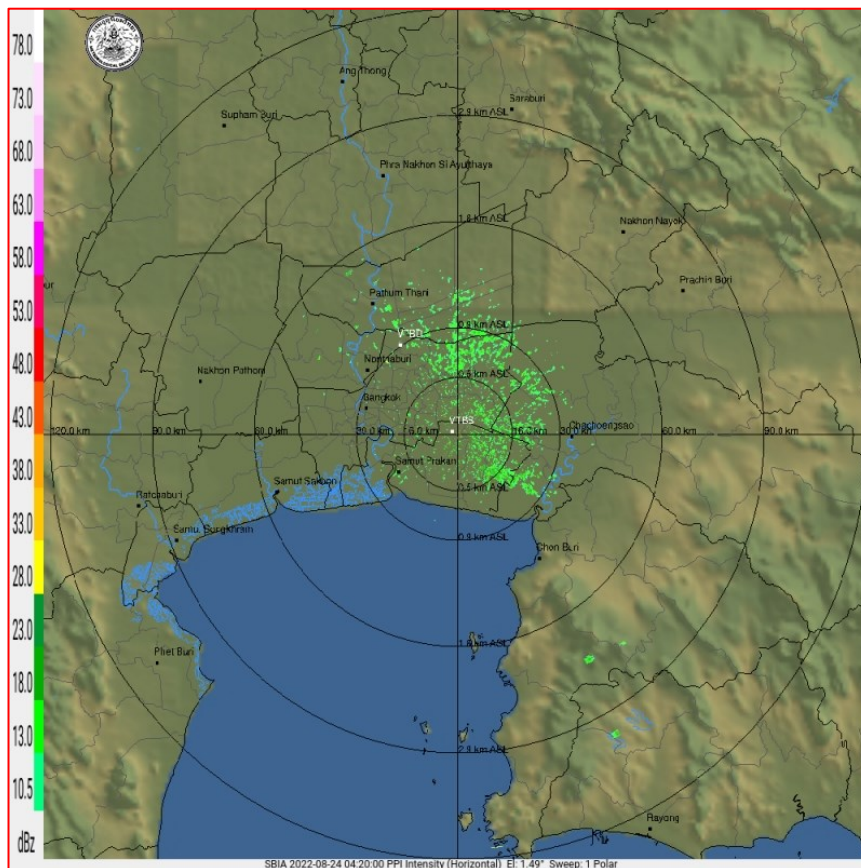 78.0
73.0
68.0
63.0
58.0
53.0
48.0
43.0
38.0
33.0
28.0
23.0
18.0
13.0
10.5
dBz
Ang Thong
Saraburi
2.9 km ASL
Supham Buri
Phra Nakhon Si Ayutthaya
1.8 km ASL
Nakhon Nayok
Prachin Buri
Pathum Thani
0.9 km ASL
VTBD
Nonthaburi
0.5 km ASL
Nakhon Pathom
Bangkok
VTBS
120.0 km
90.0 km
60.0 km
30.0 km
15.0 km
15.0 km
30.0 km
60.0 km
90.0 km
Chachoengsao
Samut Prakan
0.5 km ASL
Samut Sakhon
Ratchaburi
0.9 km ASL
Samut Songkhram
Chon Buri
1.8 km ASL
Phet Buri
2.9 km ASL
Rayong
SBIA 2022-08-24 04:20:00 PPI Intensity (Horizontal) El: 1.49° Sweep: 1 Polar